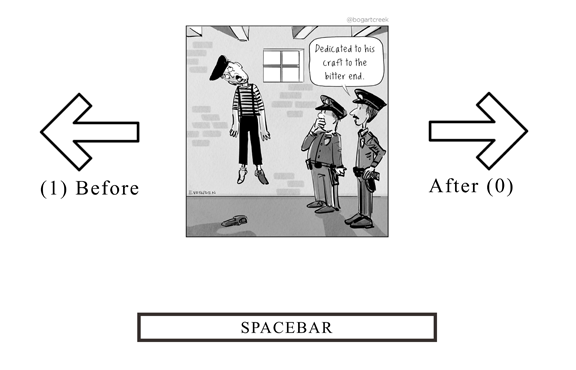 @bogartcreek
Dedicated to his
craft to the
bitter end.
(1) Before
After (0)
SPACEBAR